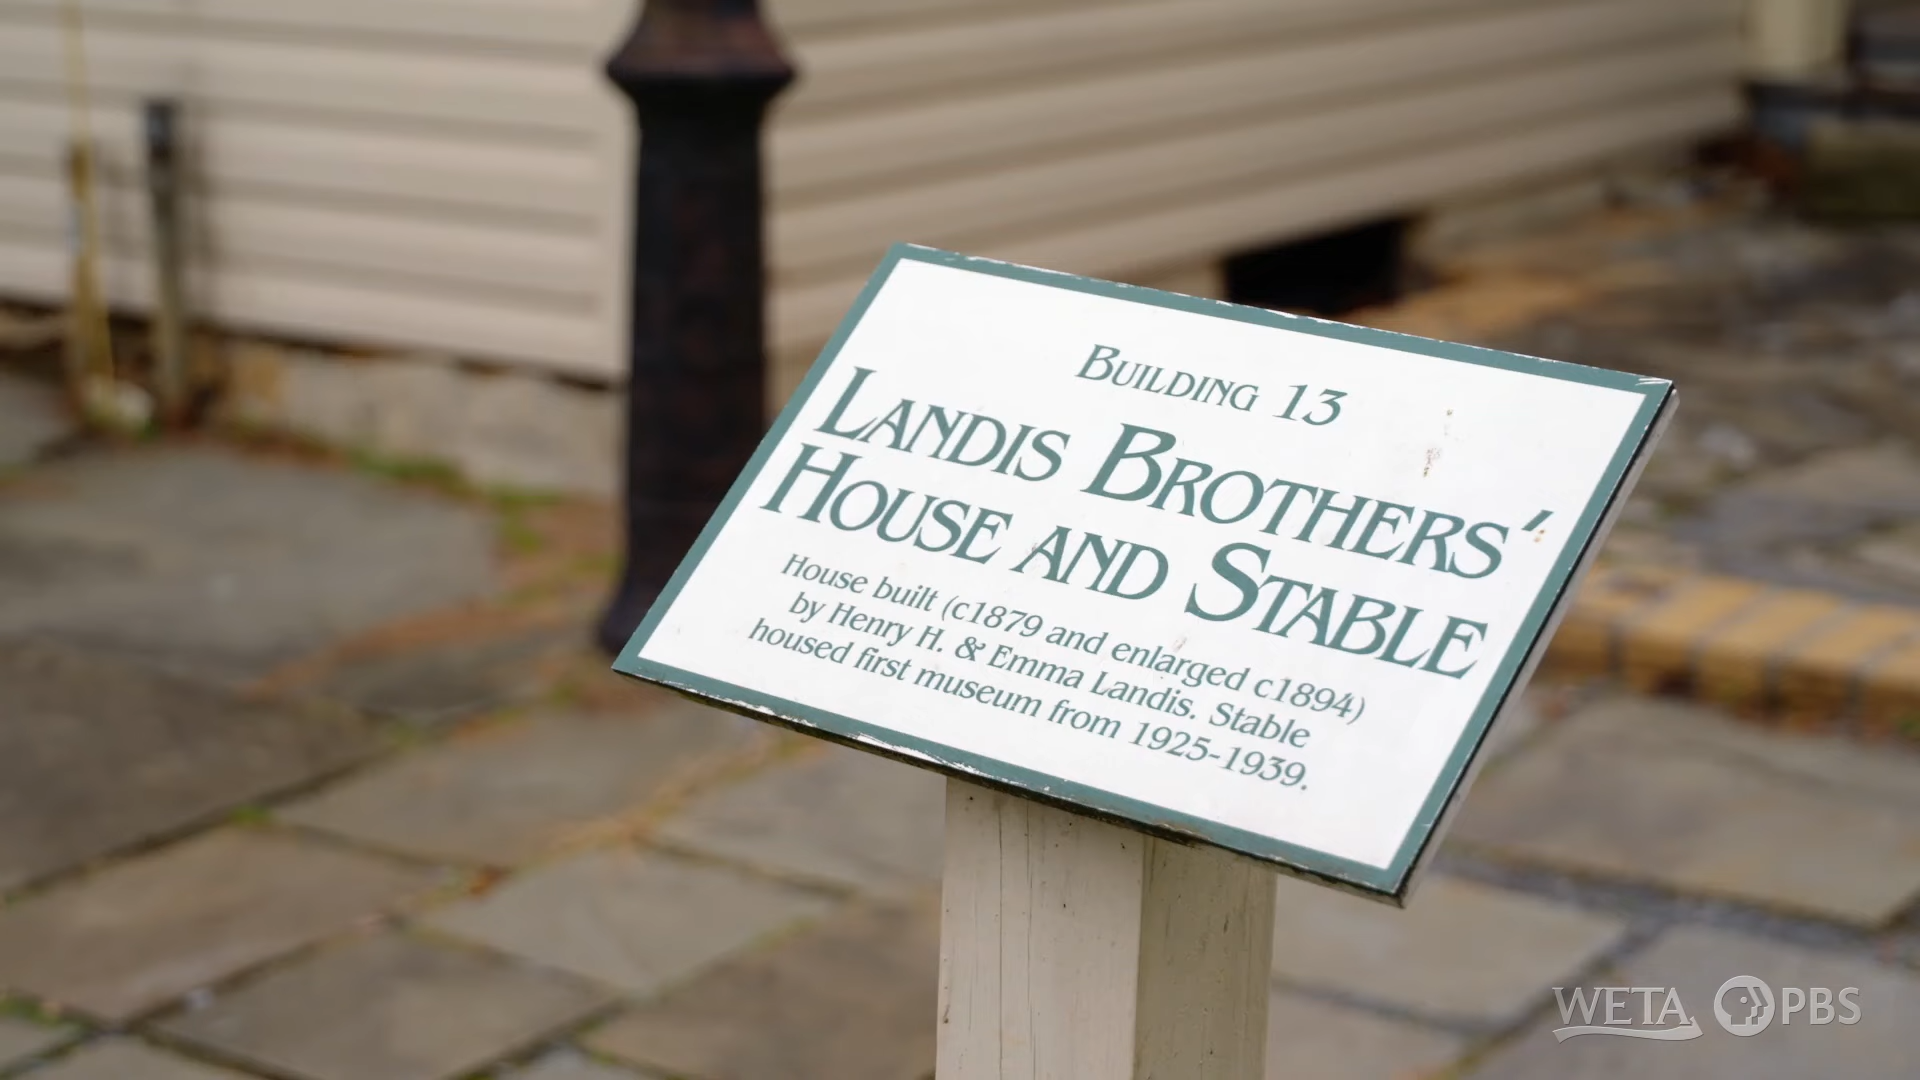 Building 13
Landis Brothers'
House and Stable
House built (c1879 and enlarged c1894)
by Henry H. & Emma Landis. Stable
housed first museum from 1925-1939.
WETA PBS